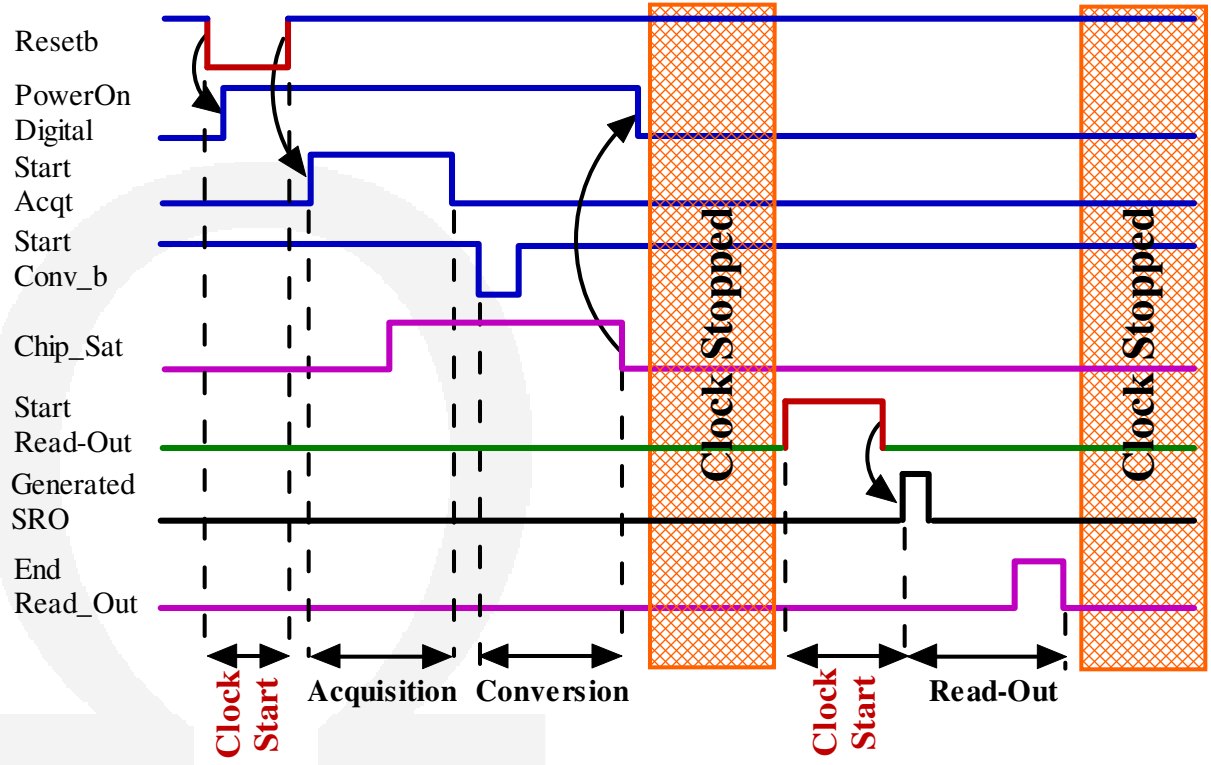 Resetb
PowerOn
Digital
Start
Acqt
Start
Conv_b
Chip_Sat
Start
Read-Out
Generated
SRO
End
Read_Out
Clock Stopped
Clock Stopped
Clock
Start
Acquisition
Conversion
Clock
Start
Read-Out